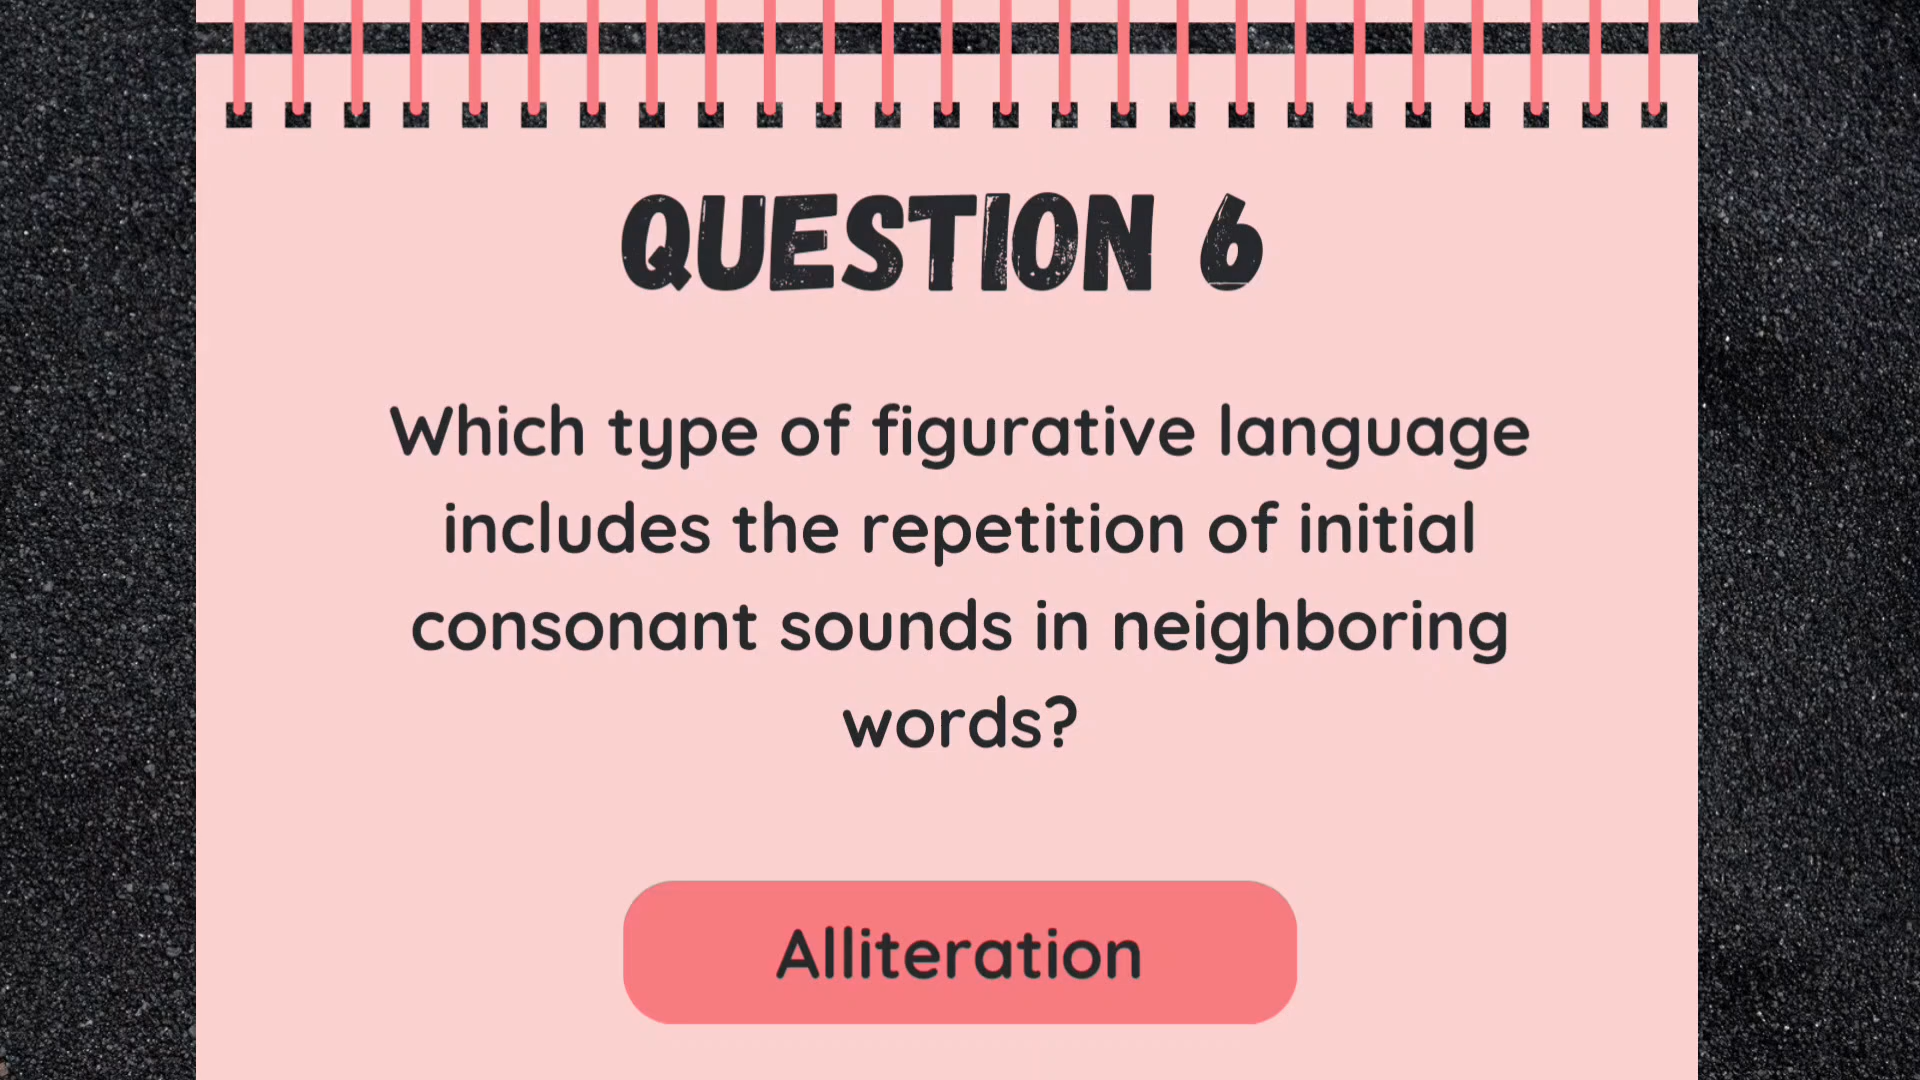 QUESTION 6
Which type of figurative language
includes the repetition of initial
consonant sounds in neighboring
words?
Alliteration